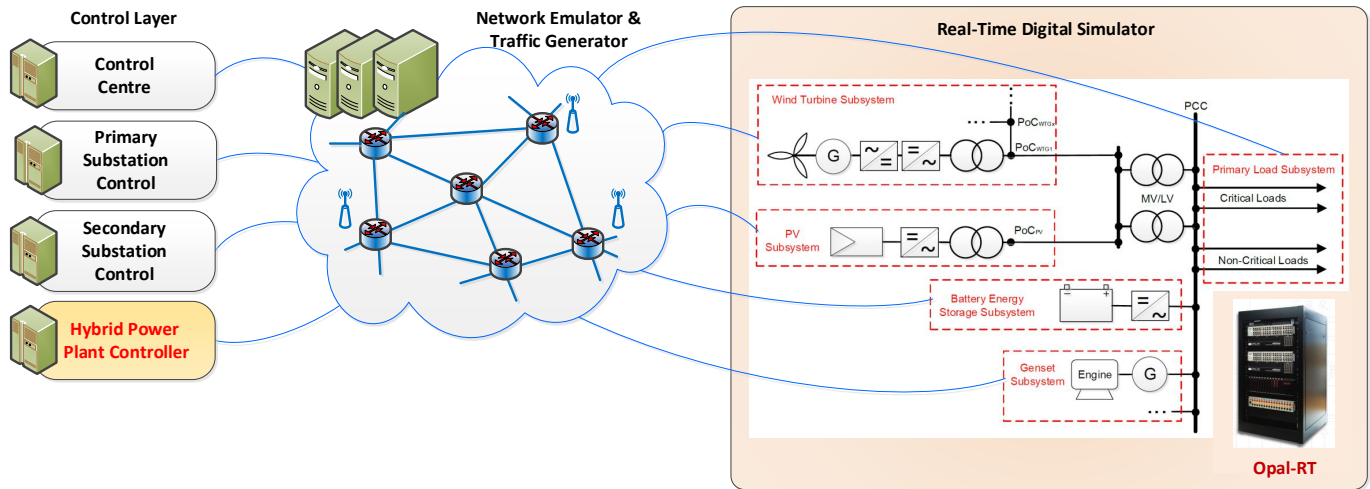 Control Layer
Control
Centre
Primary
Substation
Control
Secondary
Substation
Control
Hybrid Power
Plant Controller
Network Emulator &
Traffic Generator
Real-Time Digital Simulator
Wind Turbine Subsystem
G
PoCWTGx
PoCWTG1
PCC
MV/LV
Primary Load Subsystem
Critical Loads
Non-Critical Loads
PV
Subsystem
PoCPV
Battery Energy
Storage Subsystem
Genset
Subsystem
Engine
G
Opal-RT